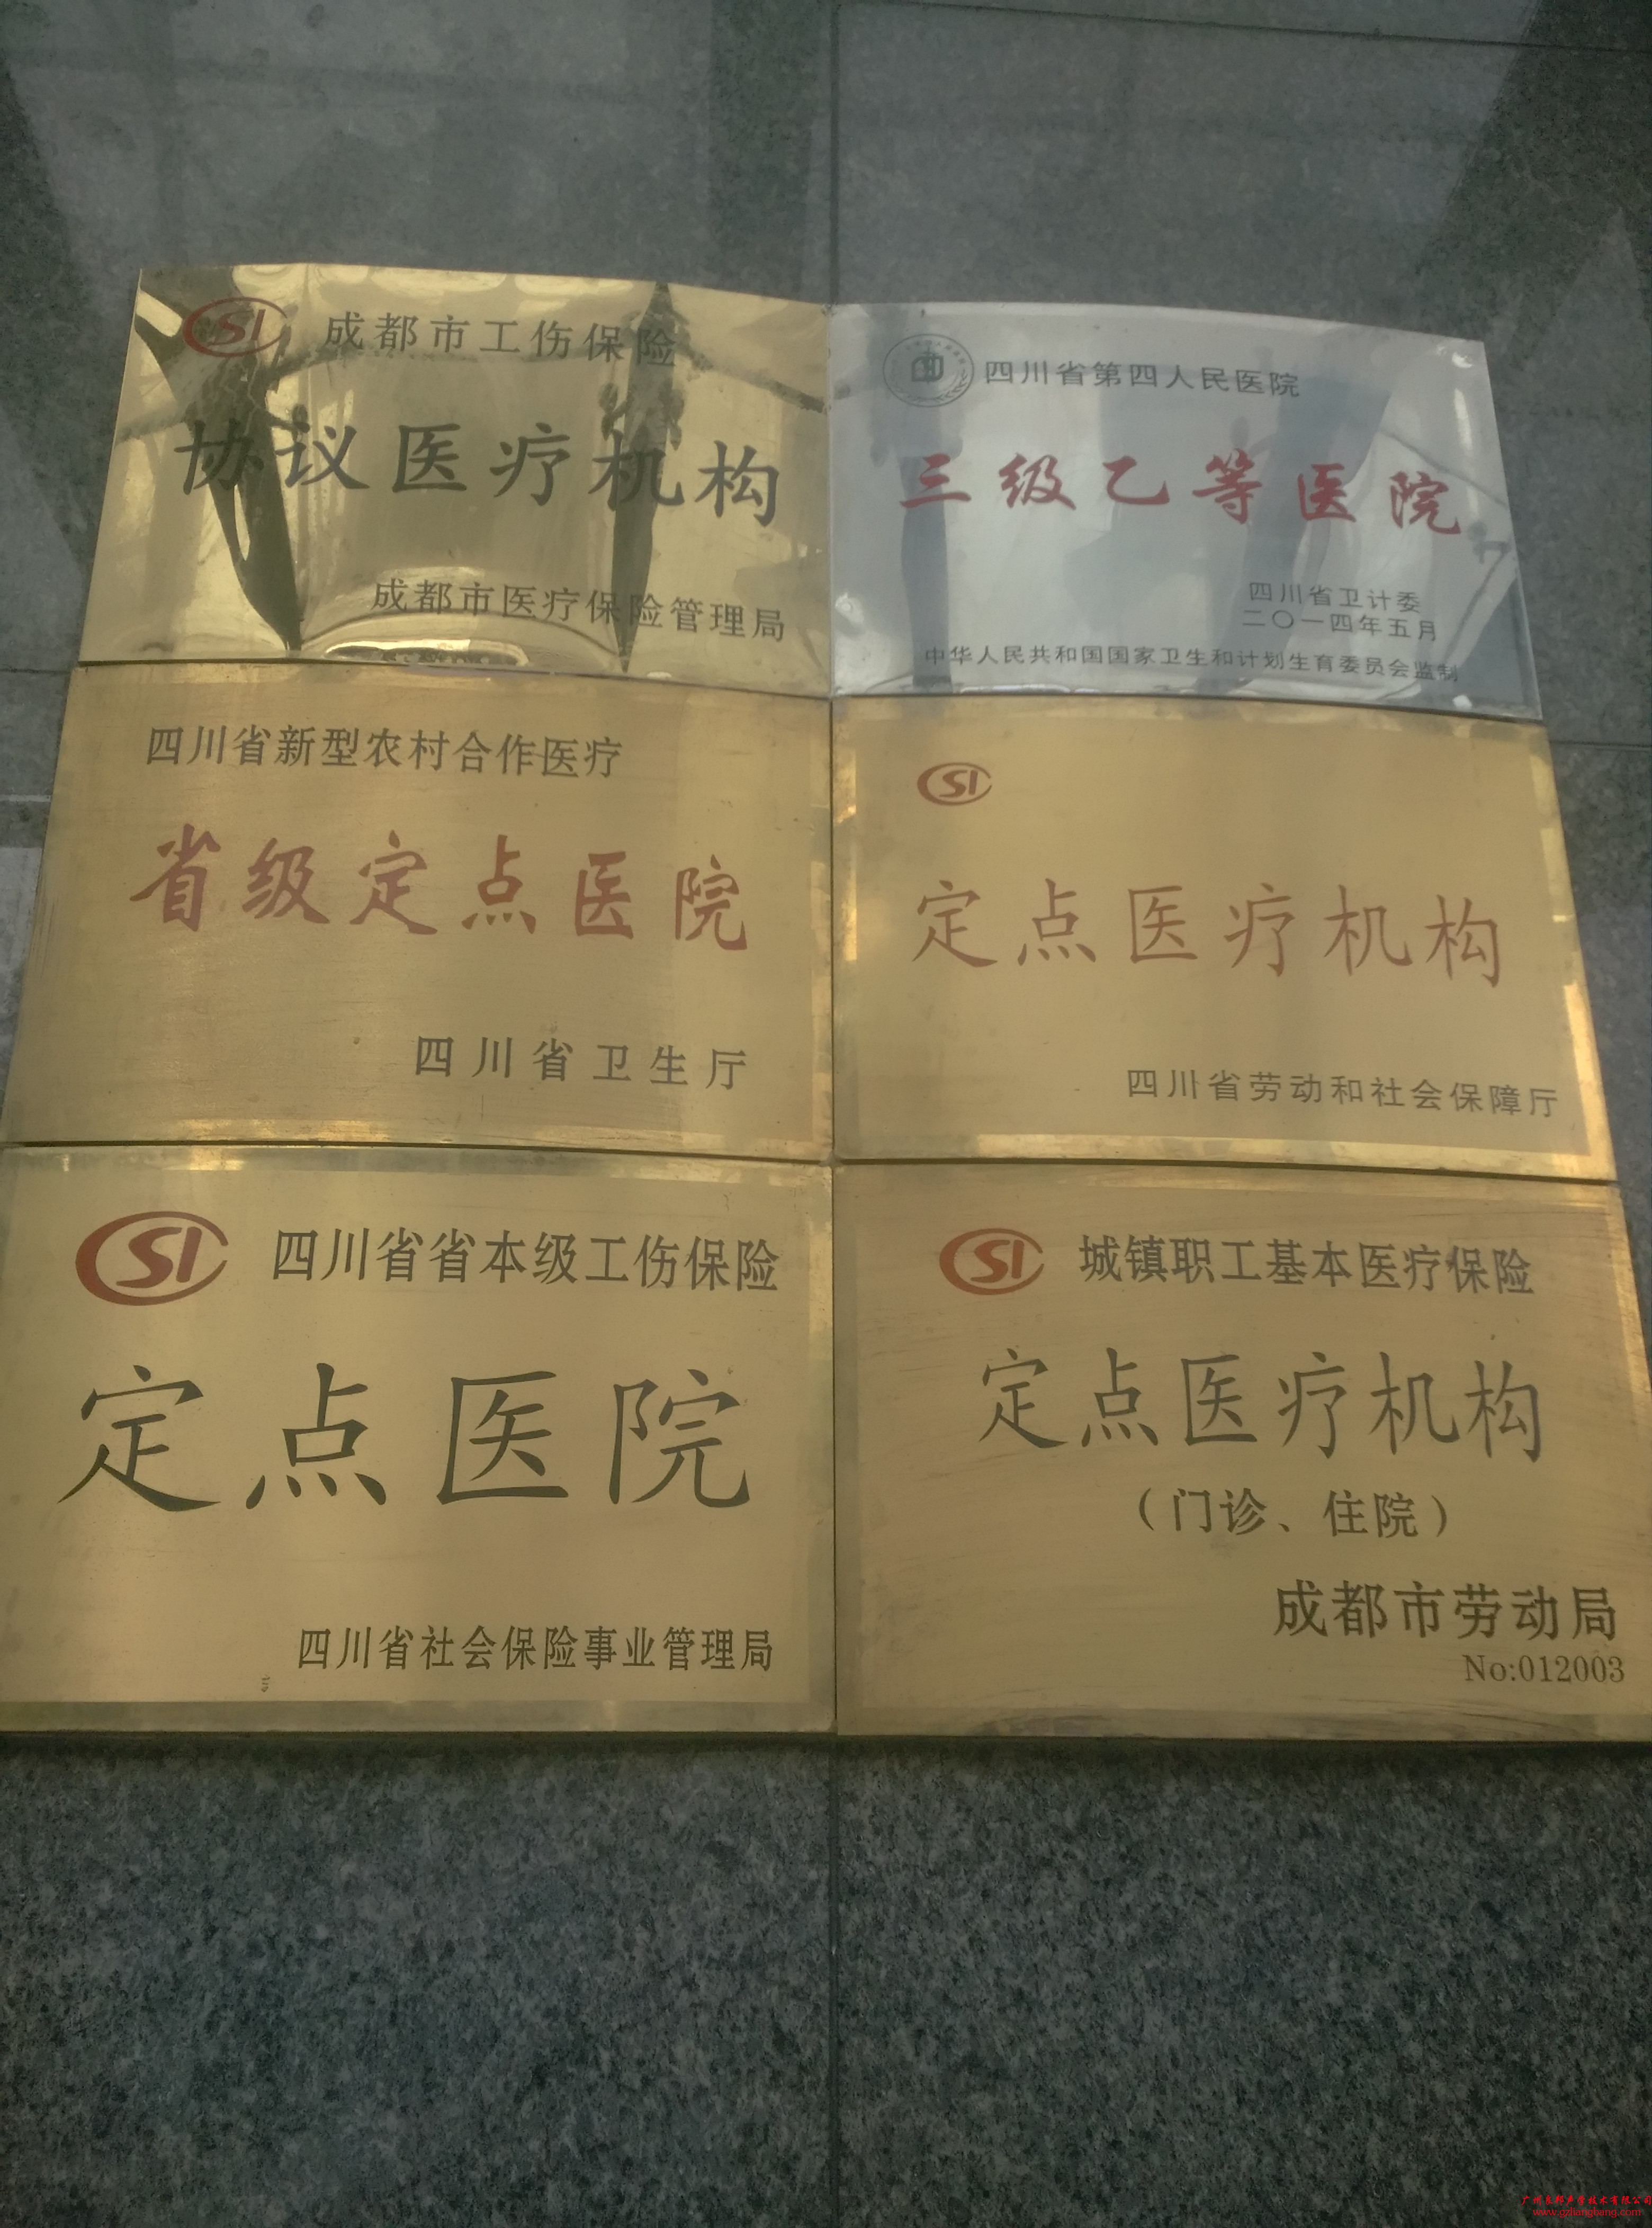 SI 成都市工伤保险
协议医疗机构
成都市医疗保险管理局
四川省第四人民医院
三级乙等医院
四川省卫计委
二〇一四年五月
中华人民共和国国家卫生和计划生育委员会监制
四川省新型农村合作医疗
省级定点医院
四川省卫生厅
SI
定点医疗机构
四川省劳动和社会保障厅
SI 四川省省本级工伤保险
定点医院
四川省社会保险事业管理局
SI 城镇职工基本医疗保险
定点医疗机构
（门诊、住院）
成都市劳动局
No:012003